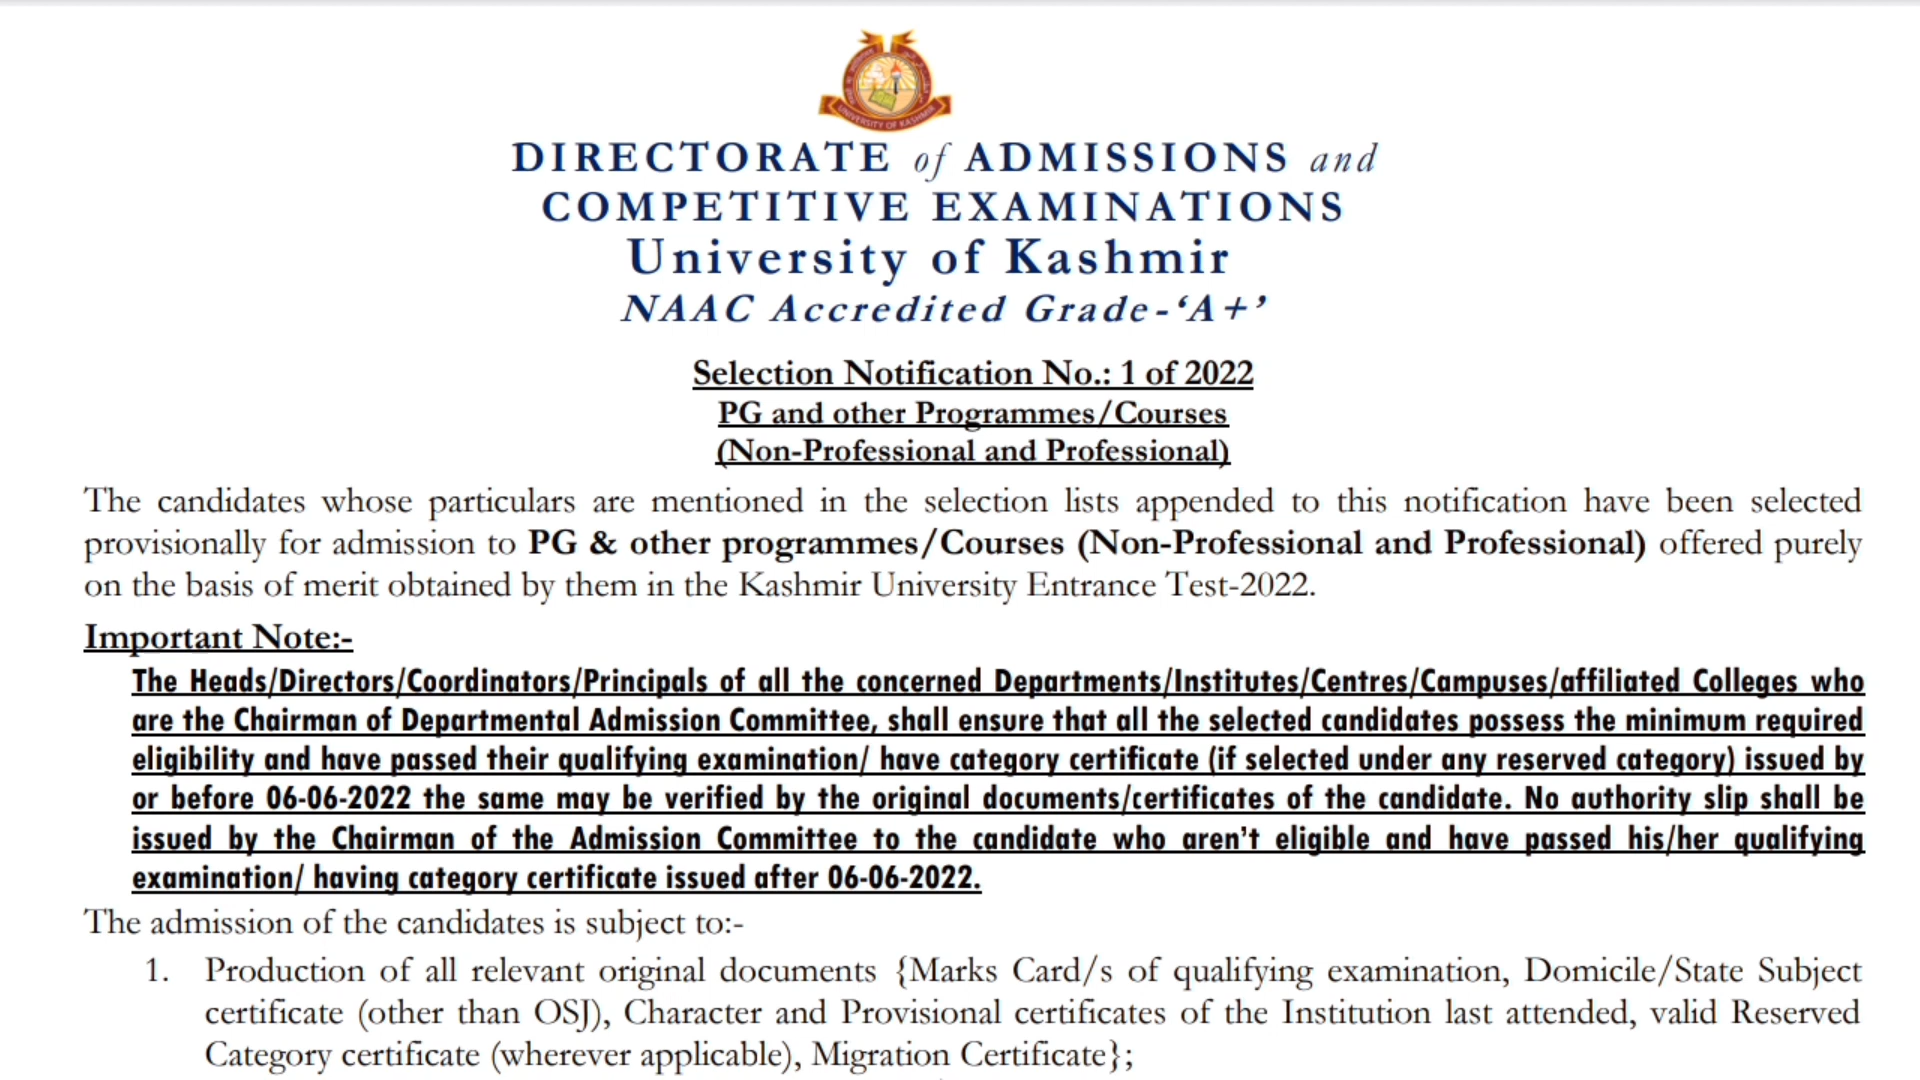 UNIVERSITY OF KASHMIR
DIRECTORATE of ADMISSIONS and
COMPETITIVE EXAMINATIONS
University of Kashmir
NAAC Accredited Grade-‘A+’
Selection Notification No.: 1 of 2022
PG and other Programmes/Courses
(Non-Professional and Professional)
The candidates whose particulars are mentioned in the selection lists appended to this notification have been selected
provisionally for admission to PG & other programmes/Courses (Non-Professional and Professional) offered purely
on the basis of merit obtained by them in the Kashmir University Entrance Test-2022.
Important Note:-
The Heads/Directors/Coordinators/Principals of all the concerned Departments/Institutes/Centres/Campuses/affiliated Colleges who
are the Chairman of Departmental Admission Committee, shall ensure that all the selected candidates possess the minimum required
eligibility and have passed their qualifying examination/ have category certificate (if selected under any reserved category) issued by
or before 06-06-2022 the same may be verified by the original documents/certificates of the candidate. No authority slip shall be
issued by the Chairman of the Admission Committee to the candidate who aren’t eligible and have passed his/her qualifying
examination/ having category certificate issued after 06-06-2022.
The admission of the candidates is subject to:-
1. Production of all relevant original documents {Marks Card/s of qualifying examination, Domicile/State Subject
certificate (other than OSJ), Character and Provisional certificates of the Institution last attended, valid Reserved
Category certificate (wherever applicable), Migration Certificate};